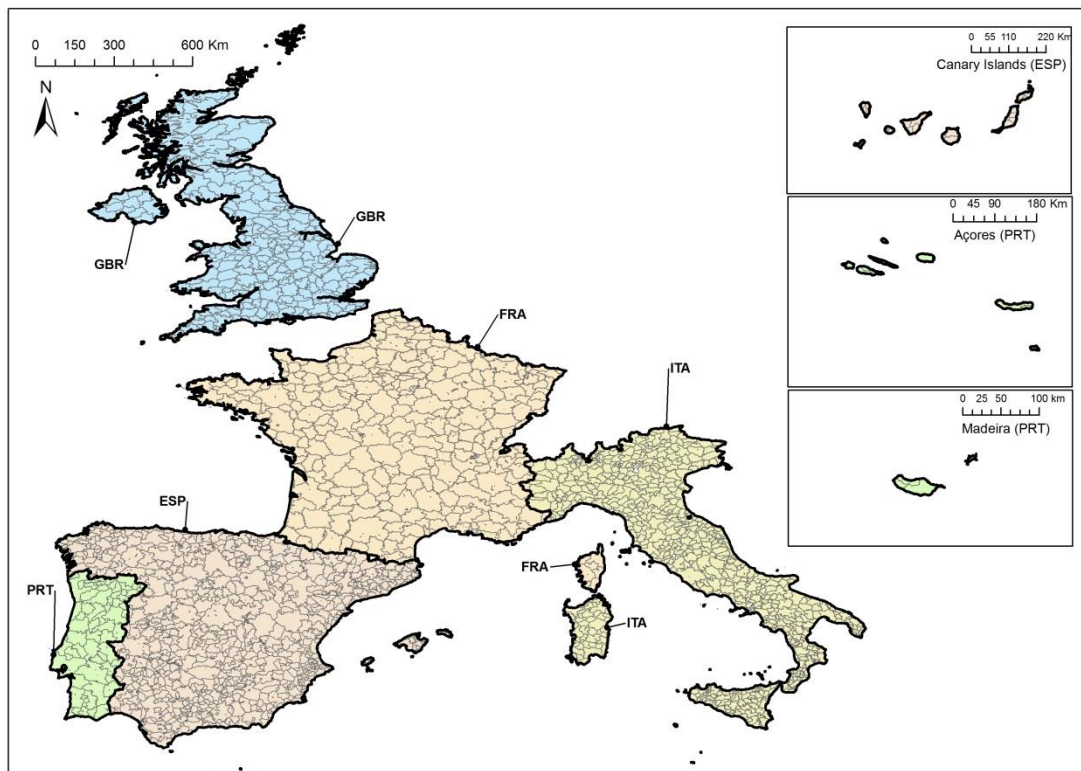 0 150 300 600 Km
N
GBR
GBR
FRA
ITA
ESP
PRT
FRA
ITA
0 55 110 220 Km
Canary Islands (ESP)
0 45 90 180 Km
Açores (PRT)
0 25 50 100 km
Madeira (PRT)